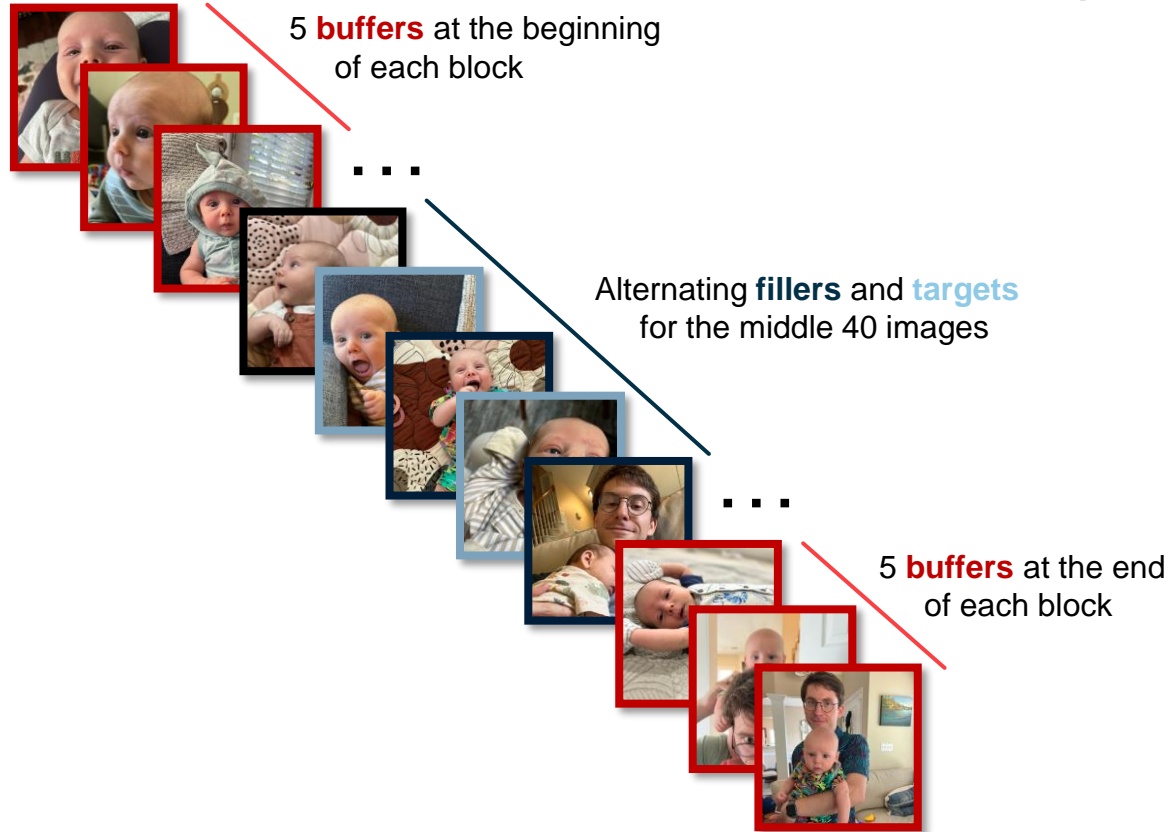 5 buffers at the beginning
of each block
. . .
Alternating fillers and targets
for the middle 40 images
. . .
5 buffers at the end
of each block